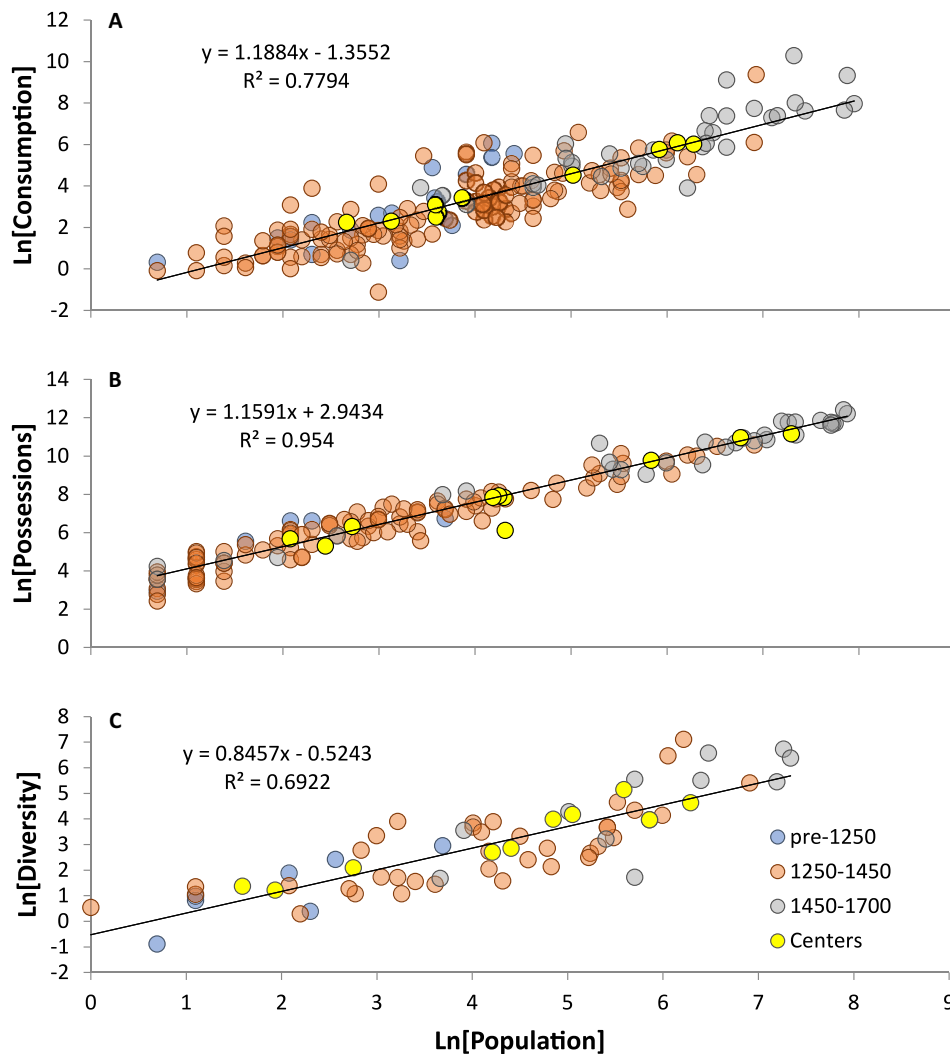 A
y = 1.1884x - 1.3552
R² = 0.7794
Ln[Consumption]
12
10
8
6
4
2
0
-2
B
y = 1.1591x + 2.9434
R² = 0.954
Ln[Possessions]
14
12
10
8
6
4
2
0
C
y = 0.8457x - 0.5243
R² = 0.6922
Ln[Diversity]
8
7
6
5
4
3
2
1
0
-1
-2
pre-1250
1250-1450
1450-1700
Centers
0 1 2 3 4 5 6 7 8 9
Ln[Population]